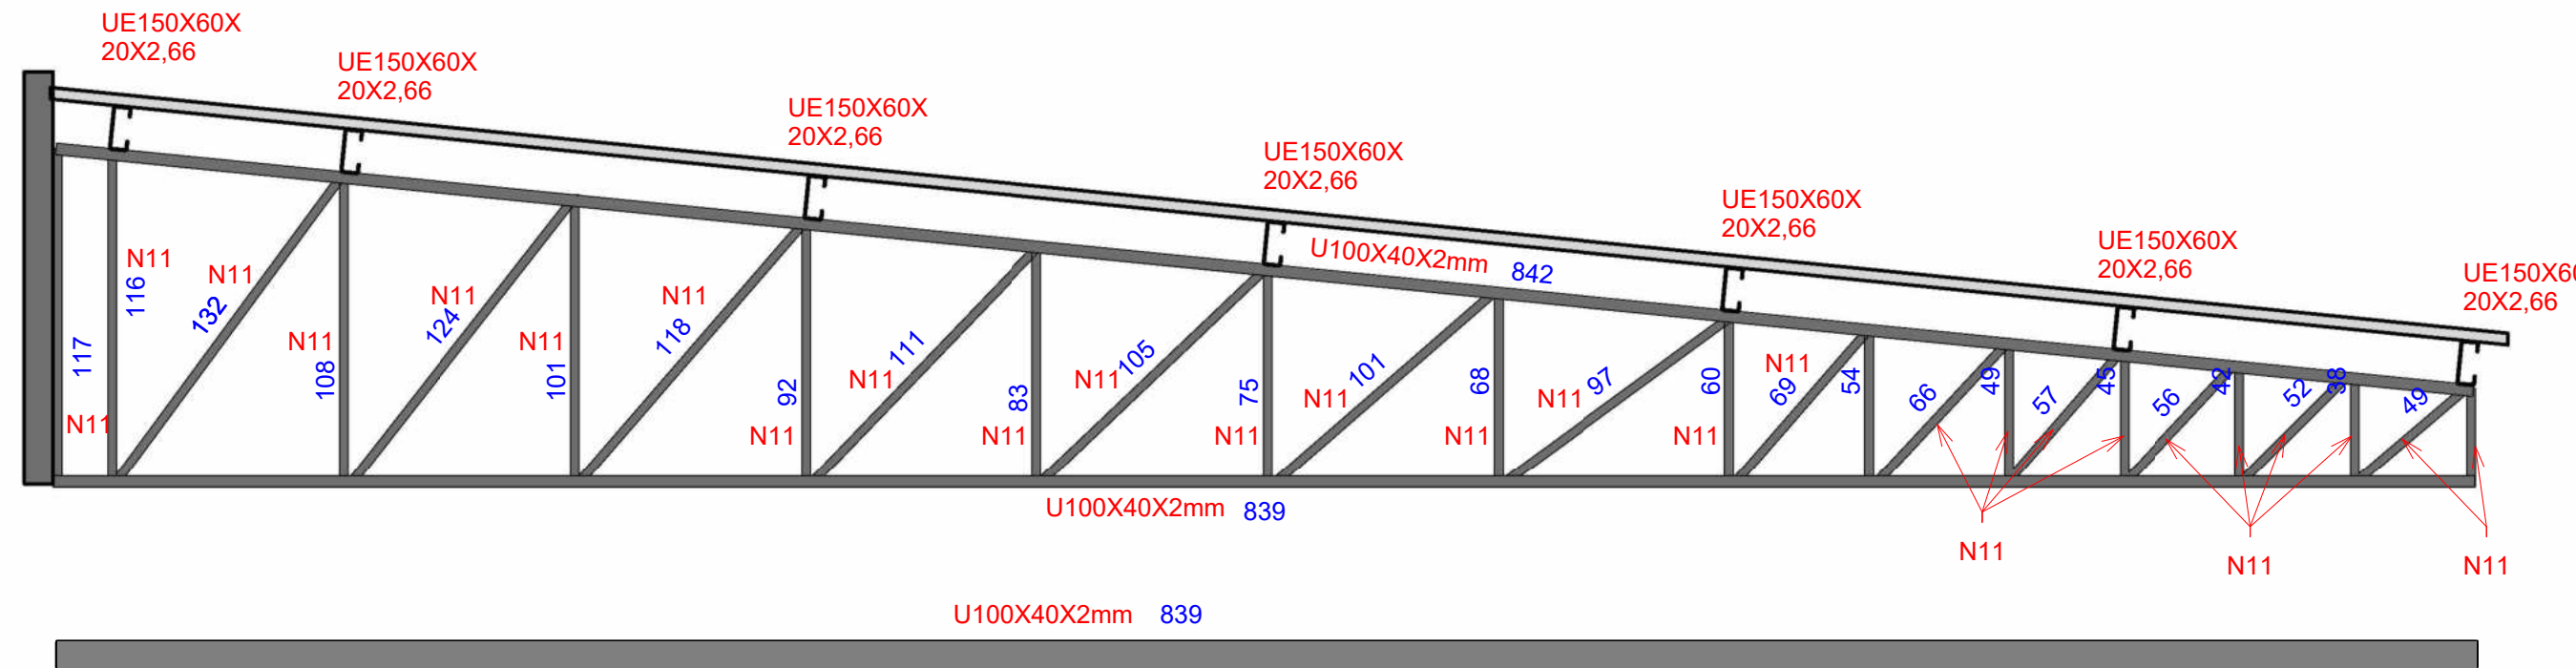 UE150X60X
20X2,66
UE150X60X
20X2,66
UE150X60X
20X2,66
UE150X60X
20X2,66
UE150X60X
20X2,66
UE150X60X
20X2,66
UE150X60
20X2,66
U100X40X2mm 842
117
N11
N11
116
N11
132
N11
108
N11
124
N11
101
N11
118
92
N11
N11
111
83
N11
N11
105
75
N11
N11
101
68
N11
N11
97
60
N11
N11
69
54
66
49
57
45
56
42
52
38
49
N11
N11
N11
U100X40X2mm 839
U100X40X2mm 839